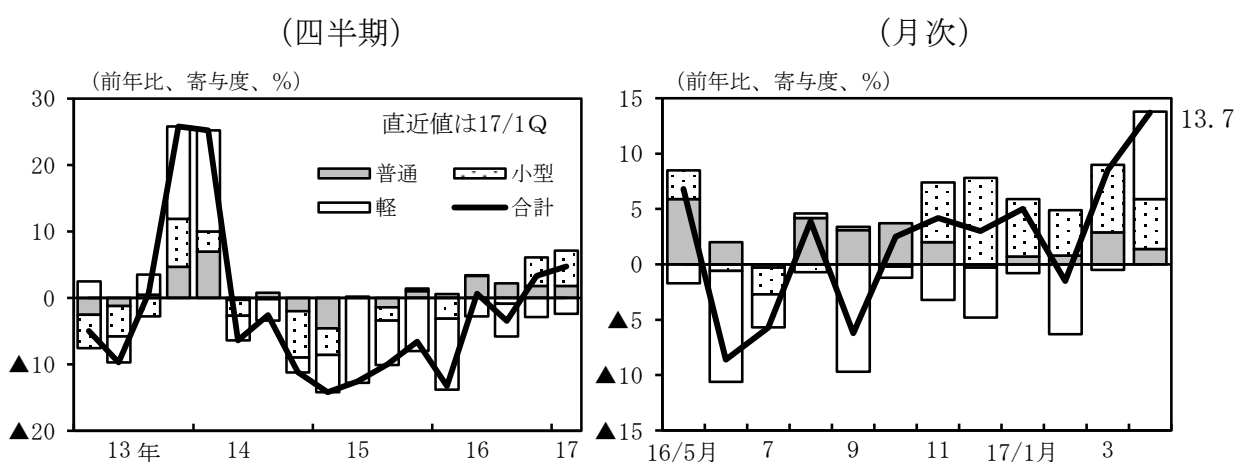 (四半期)
(前年比、寄与度、%)
直近値は17/1Q
普通
小型
軽
合計
30
20
10
0
▲10
▲20
13 年
14
15
16
17
(月次)
(前年比、寄与度、%)
13.7
15
10
5
0
▲5
▲10
▲15
16/5月
7
9
11
17/1月
3